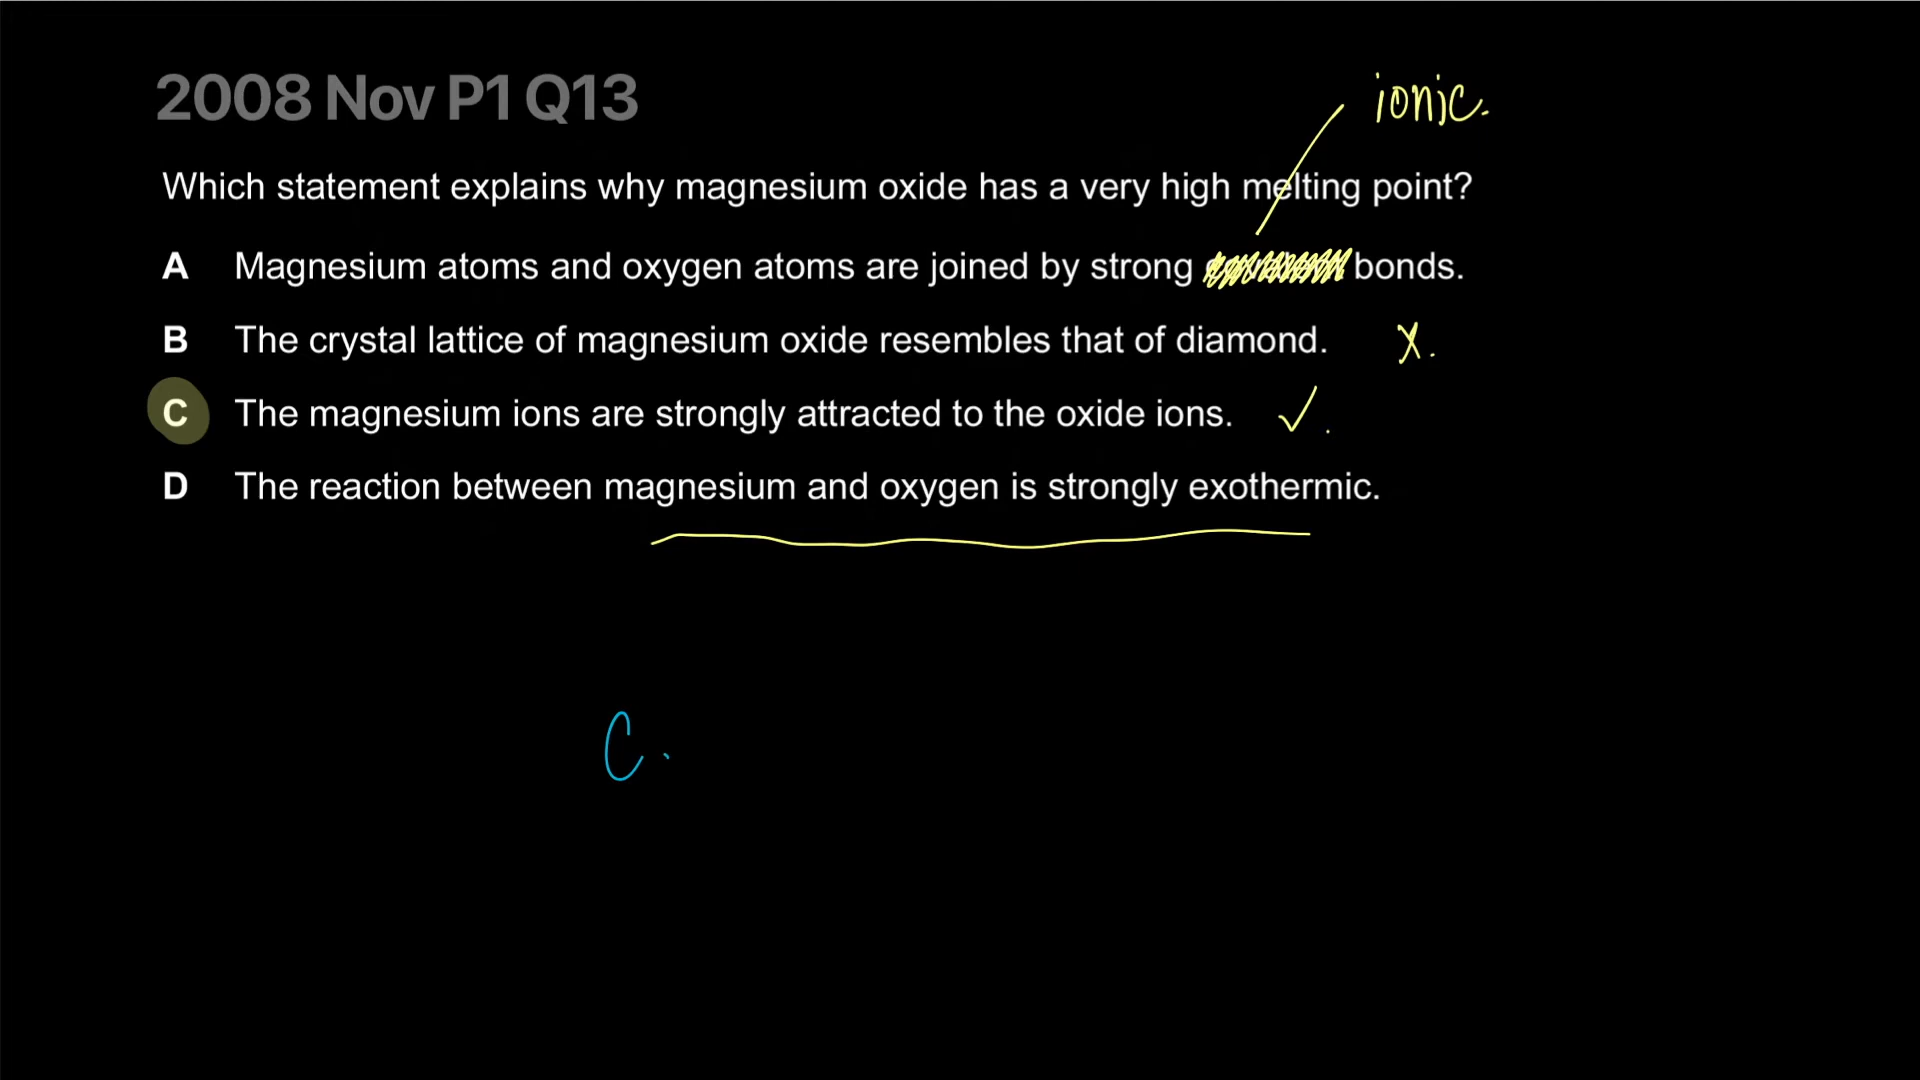 2008 Nov P1 Q13
ionic.
Which statement explains why magnesium oxide has a very high melting point?
A Magnesium atoms and oxygen atoms are joined by strong bonds.
B The crystal lattice of magnesium oxide resembles that of diamond. X.
C The magnesium ions are strongly attracted to the oxide ions. ✓.
D The reaction between magnesium and oxygen is strongly exothermic.
C.